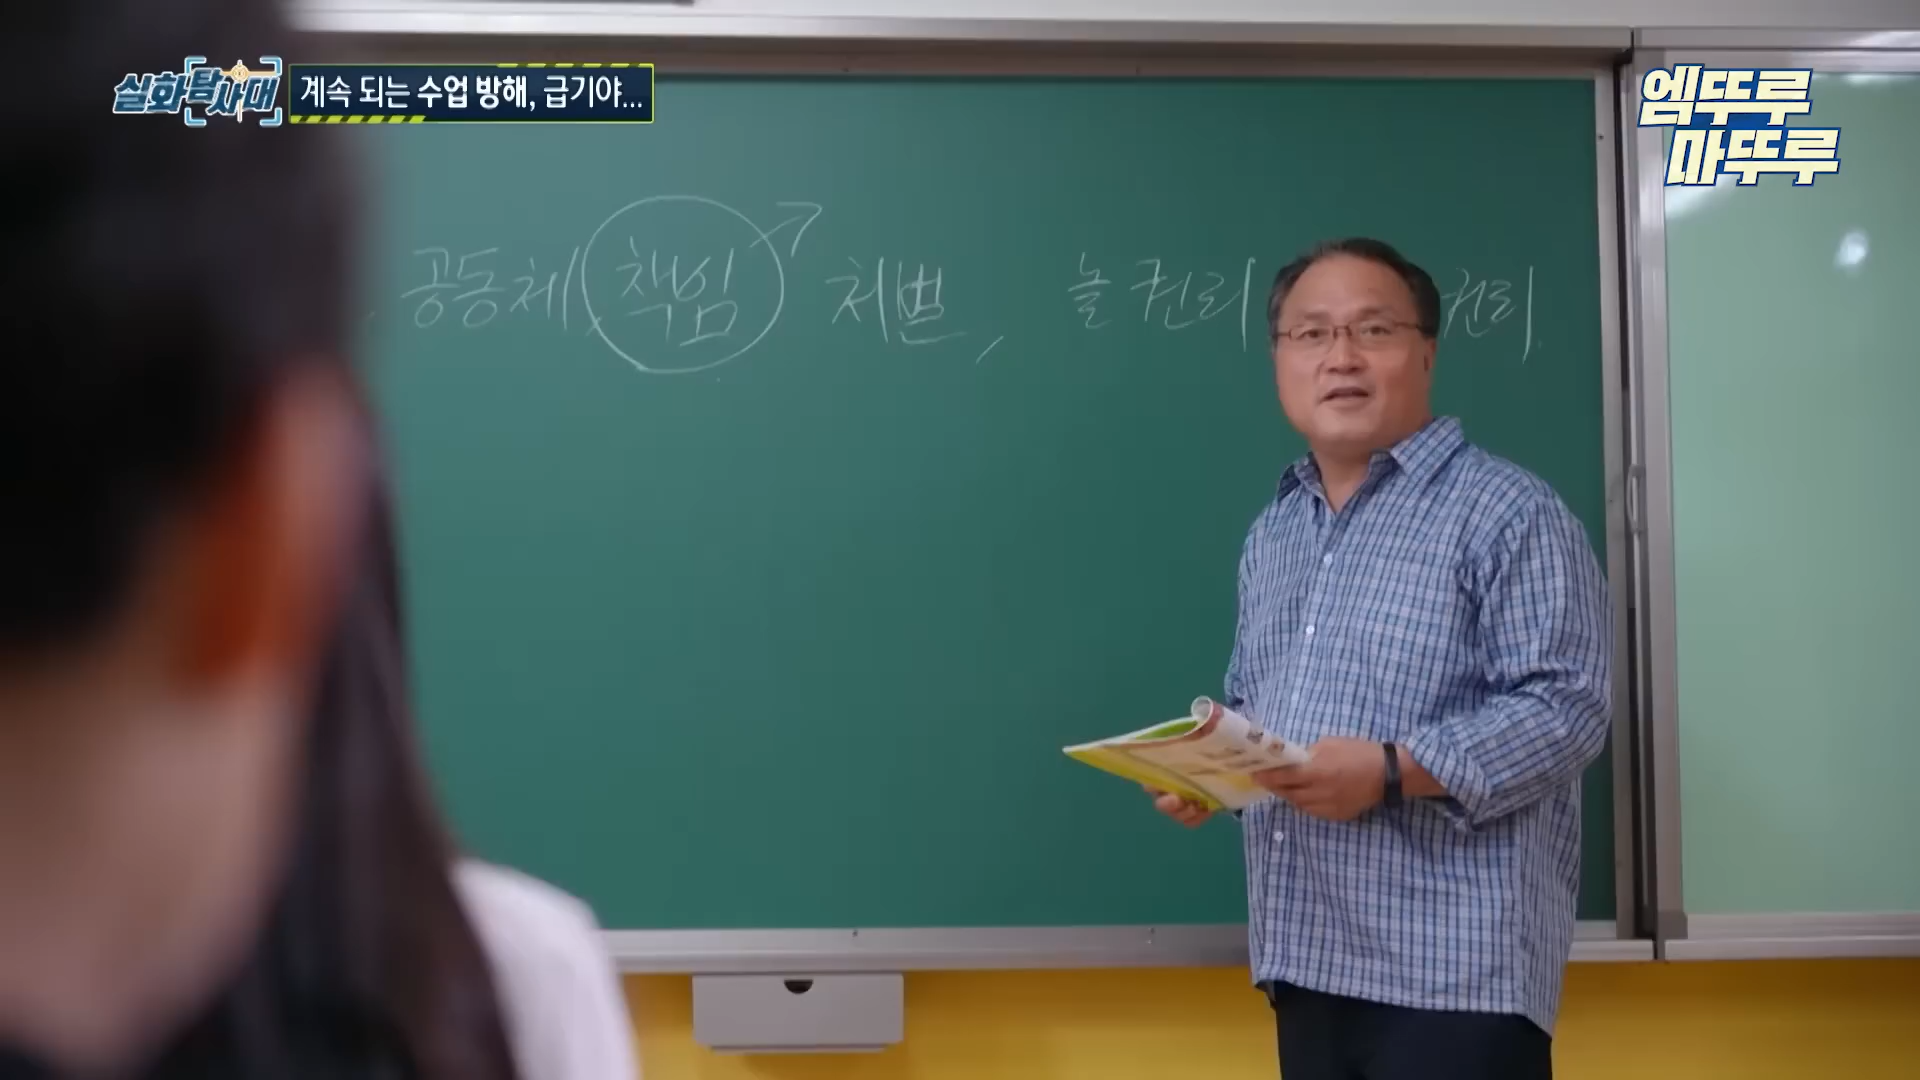 실화탐사대
계속 되는 수업 방해, 급기야...
엠뚜루
마뚜루
공동체, 책임 처벌, 놀 권리 권리